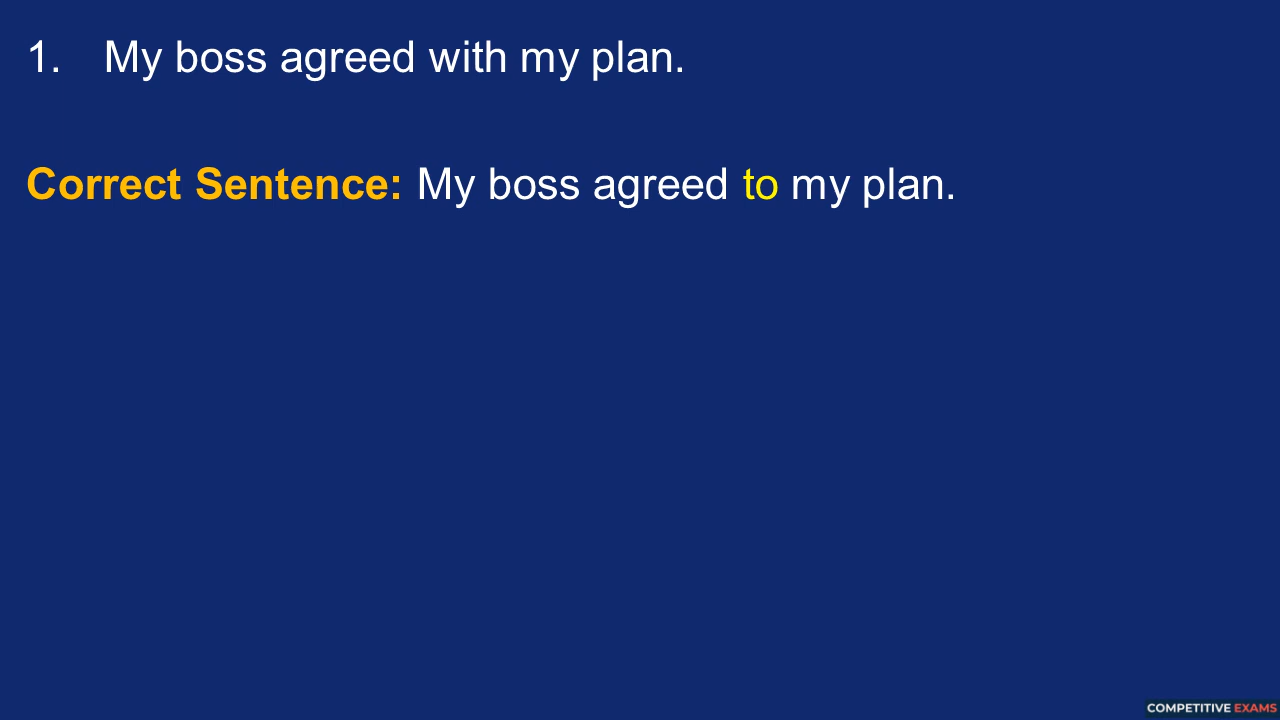 1. My boss agreed with my plan.
Correct Sentence: My boss agreed to my plan.
COMPETITIVE EXAMS